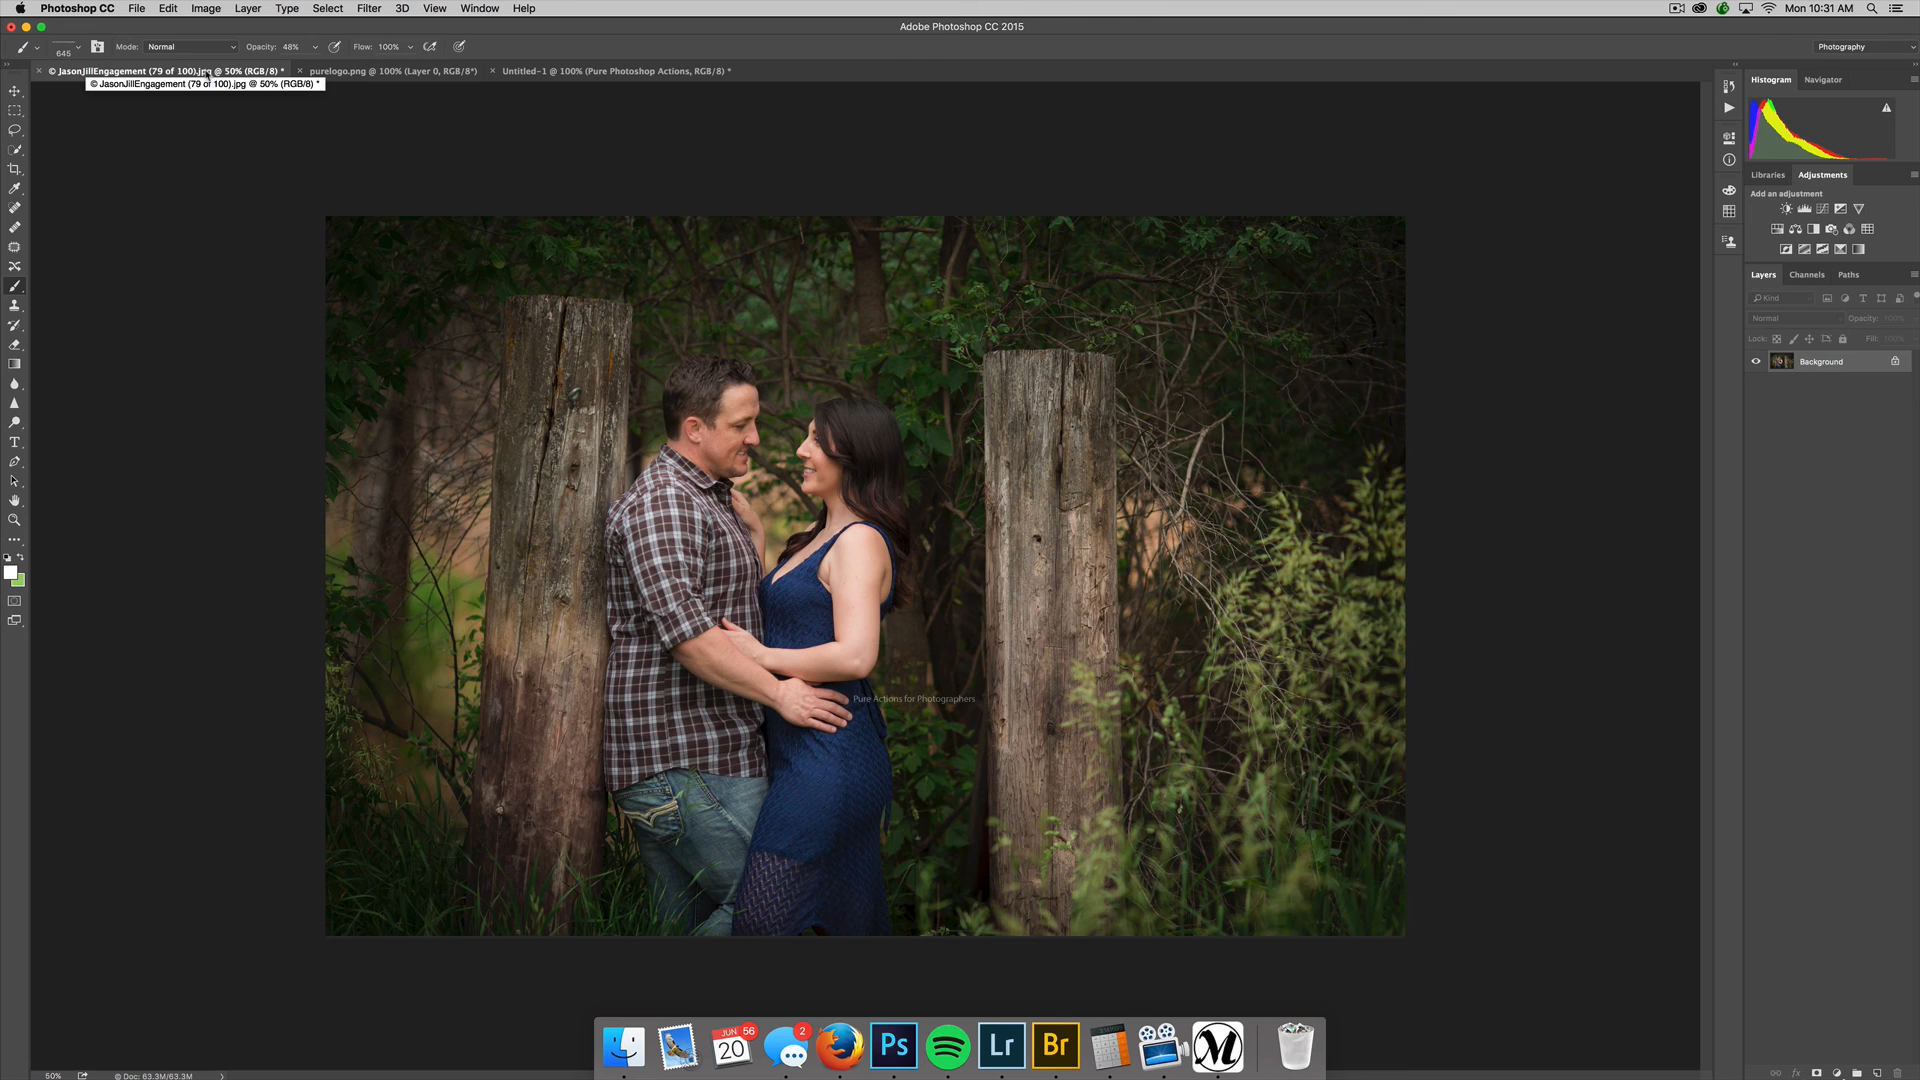 Photoshop CC File Edit Image Layer Type Select Filter 3D View Window Help Mon 10:31 AM
Adobe Photoshop CC 2015
645 Mode: Normal Opacity: 48% Flow: 100% Photography
© JasonJillEngagement (79 of 100).jpg @ 50% (RGB/8) * purelogo.png @ 100% (Layer 0, RGB/8*) Untitled-1 @ 100% (Pure Photoshop Actions, RGB/8) *
© JasonJillEngagement (79 of 100).jpg @ 50% (RGB/8) *
Histogram Navigator
Libraries Adjustments
Add an adjustment
Layers Channels Paths
Kind
Normal Opacity: 100%
Lock: Fill: 100%
Background
Pure Actions for Photographers
JUN 56 2
20 Ps Lr Br M
50% Doc: 63.3M/63.3M